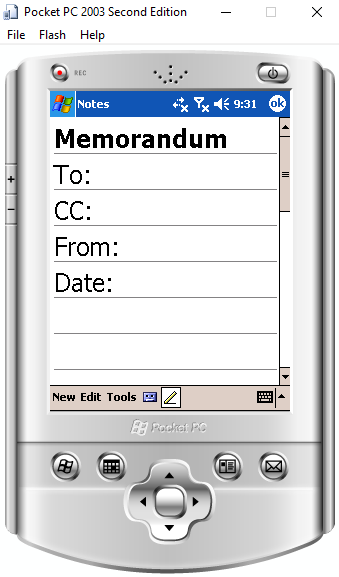 Pocket PC 2003 Second Edition
File Flash Help
REC
Notes 9:31 ok
Memorandum
To:
CC:
From:
Date:
New Edit Tools
Pocket PC